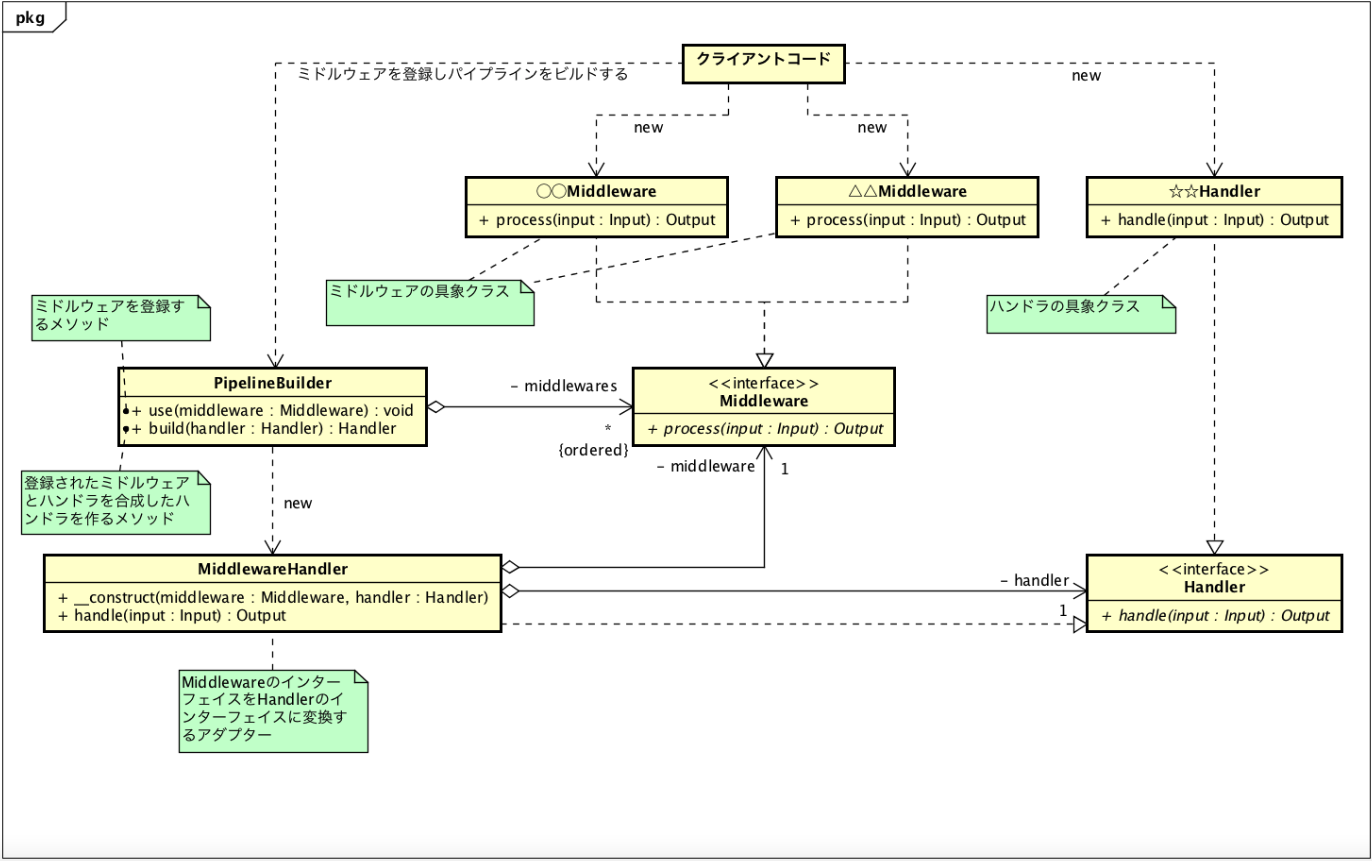 pkg
クライアントコード
ミドルウェアを登録しパイプラインをビルドする
new
new
new
◯◯Middleware
+ process(input : Input) : Output
△△Middleware
+ process(input : Input) : Output
☆☆Handler
+ handle(input : Input) : Output
ミドルウェアの具象クラス
ハンドラの具象クラス
ミドルウェアを登録す
るメソッド
PipelineBuilder
+ use(middleware : Middleware) : void
+ build(handler : Handler) : Handler
- middlewares
*
{ordered}
<<interface>>
Middleware
+ process(input : Input) : Output
- middleware
1
登録されたミドルウェア
とハンドラを合成したハ
ンドラを作るメソッド
new
MiddlewareHandler
+ __construct(middleware : Middleware, handler : Handler)
+ handle(input : Input) : Output
- handler
1
<<interface>>
Handler
+ handle(input : Input) : Output
Middlewareのインター
フェイスをHandlerのイ
ンターフェイスに変換す
るアダプター